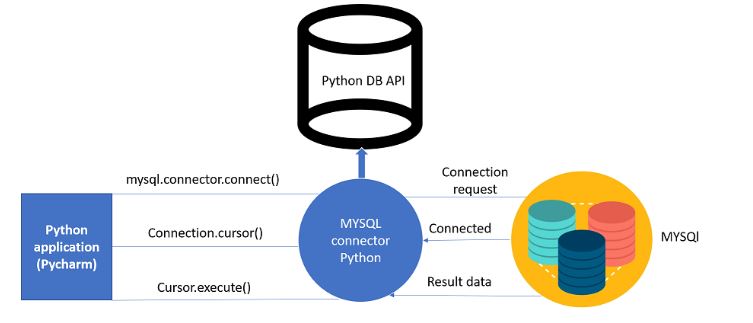 Python DB API
mysql.connector.connect()
Connection.cursor()
Cursor.execute()
Python
application
(Pycharm)
MYSQL
connector
Python
Connection
request
Connected
Result data
MYSQl